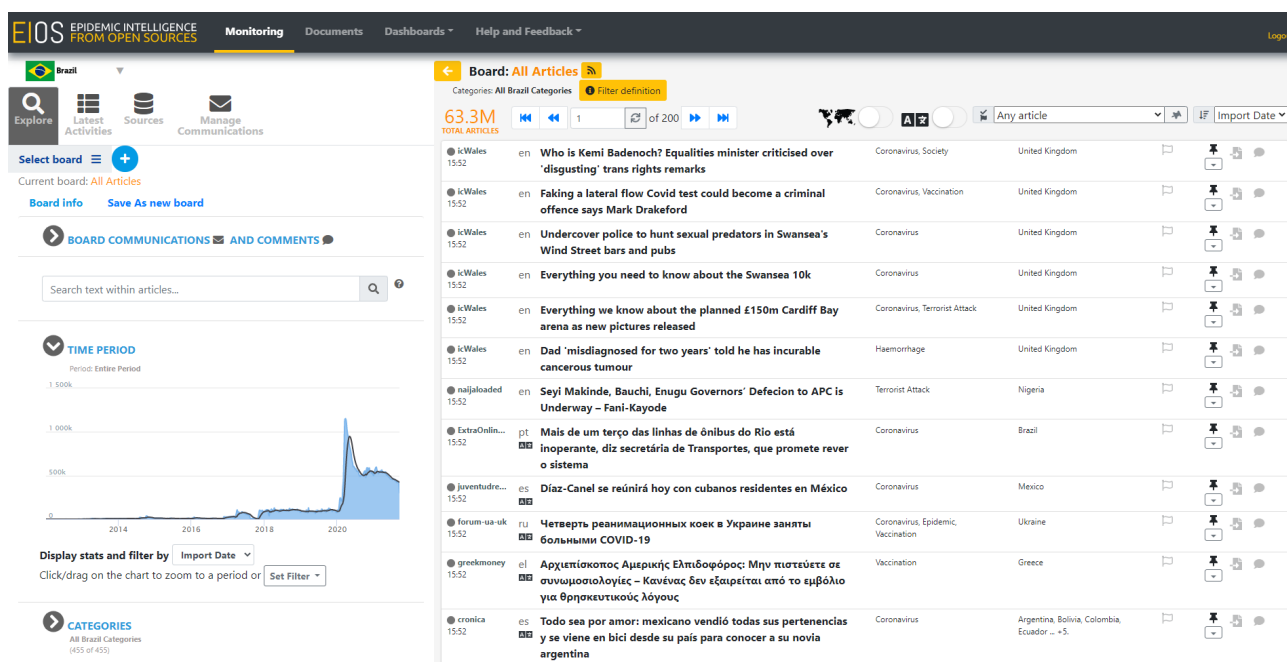 EIOS EPIDEMIC INTELLIGENCE
FROM OPEN SOURCES
Monitoring
Documents
Dashboards
Help and Feedback
Brazil
Explore
Latest
Activities
Sources
Manage
Communications
Select board
Current board: All Articles
Board info
Save As new board
BOARD COMMUNICATIONS AND COMMENTS
Search text within articles...
TIME PERIOD
Period: Entire Period
1 500k
1 000k
500k
0
2014 2016 2018 2020
Display stats and filter by Import Date
Click/drag on the chart to zoom to a period or Set Filter
CATEGORIES
All Brazil Categories
(455 of 455)
Board: All Articles
Categories: All Brazil Categories
Filter definition
63.3M
TOTAL ARTICLES
1
of 200
A
Any article
Import Date
icWales
15:52
en
Who is Kemi Badenoch? Equalities minister criticised over
'disgusting' trans rights remarks
Coronavirus, Society
United Kingdom
icWales
15:52
en
Faking a lateral flow Covid test could become a criminal
offence says Mark Drakeford
Coronavirus, Vaccination
United Kingdom
icWales
15:52
en
Undercover police to hunt sexual predators in Swansea's
Wind Street bars and pubs
Coronavirus
United Kingdom
icWales
15:52
en
Everything you need to know about the Swansea 10k
Coronavirus
United Kingdom
icWales
15:52
en
Everything we know about the planned £150m Cardiff Bay
arena as new pictures released
Coronavirus, Terrorist Attack
United Kingdom
icWales
15:52
en
Dad 'misdiagnosed for two years' told he has incurable
cancerous tumour
Haemorrhage
United Kingdom
naijaloaded
15:52
en
Seyi Makinde, Bauchi, Enugu Governors' Defecion to APC is
Underway – Fani-Kayode
Terrorist Attack
Nigeria
ExtraOnlin...
15:52
pt
Mais de um terço das linhas de ônibus do Rio está
inoperante, diz secretária de Transportes, que promete rever
o sistema
Coronavirus
Brazil
juventudre...
15:52
es
Díaz-Canel se reúnirá hoy con cubanos residentes en México
Coronavirus
Mexico
forum-ua-uk
15:52
ru
Четверть реанимационных коек в Украине заняты
больными COVID-19
Coronavirus, Epidemic,
Vaccination
Ukraine
greekmoney
15:52
el
Αρχιεπίσκοπος Αμερικής Ελπιδοφόρος: Μην πιστεύετε σε
συνωμοσιολογίες – Κανένας δεν εξαιρείται από το εμβόλιο
για θρησκευτικούς λόγους
Vaccination
Greece
cronica
15:52
es
Todo sea por amor: mexicano vendió todas sus pertenencias
y se viene en bici desde su país para conocer a su novia
argentina
Coronavirus
Argentina, Bolivia, Colombia,
Ecuador ... +5.